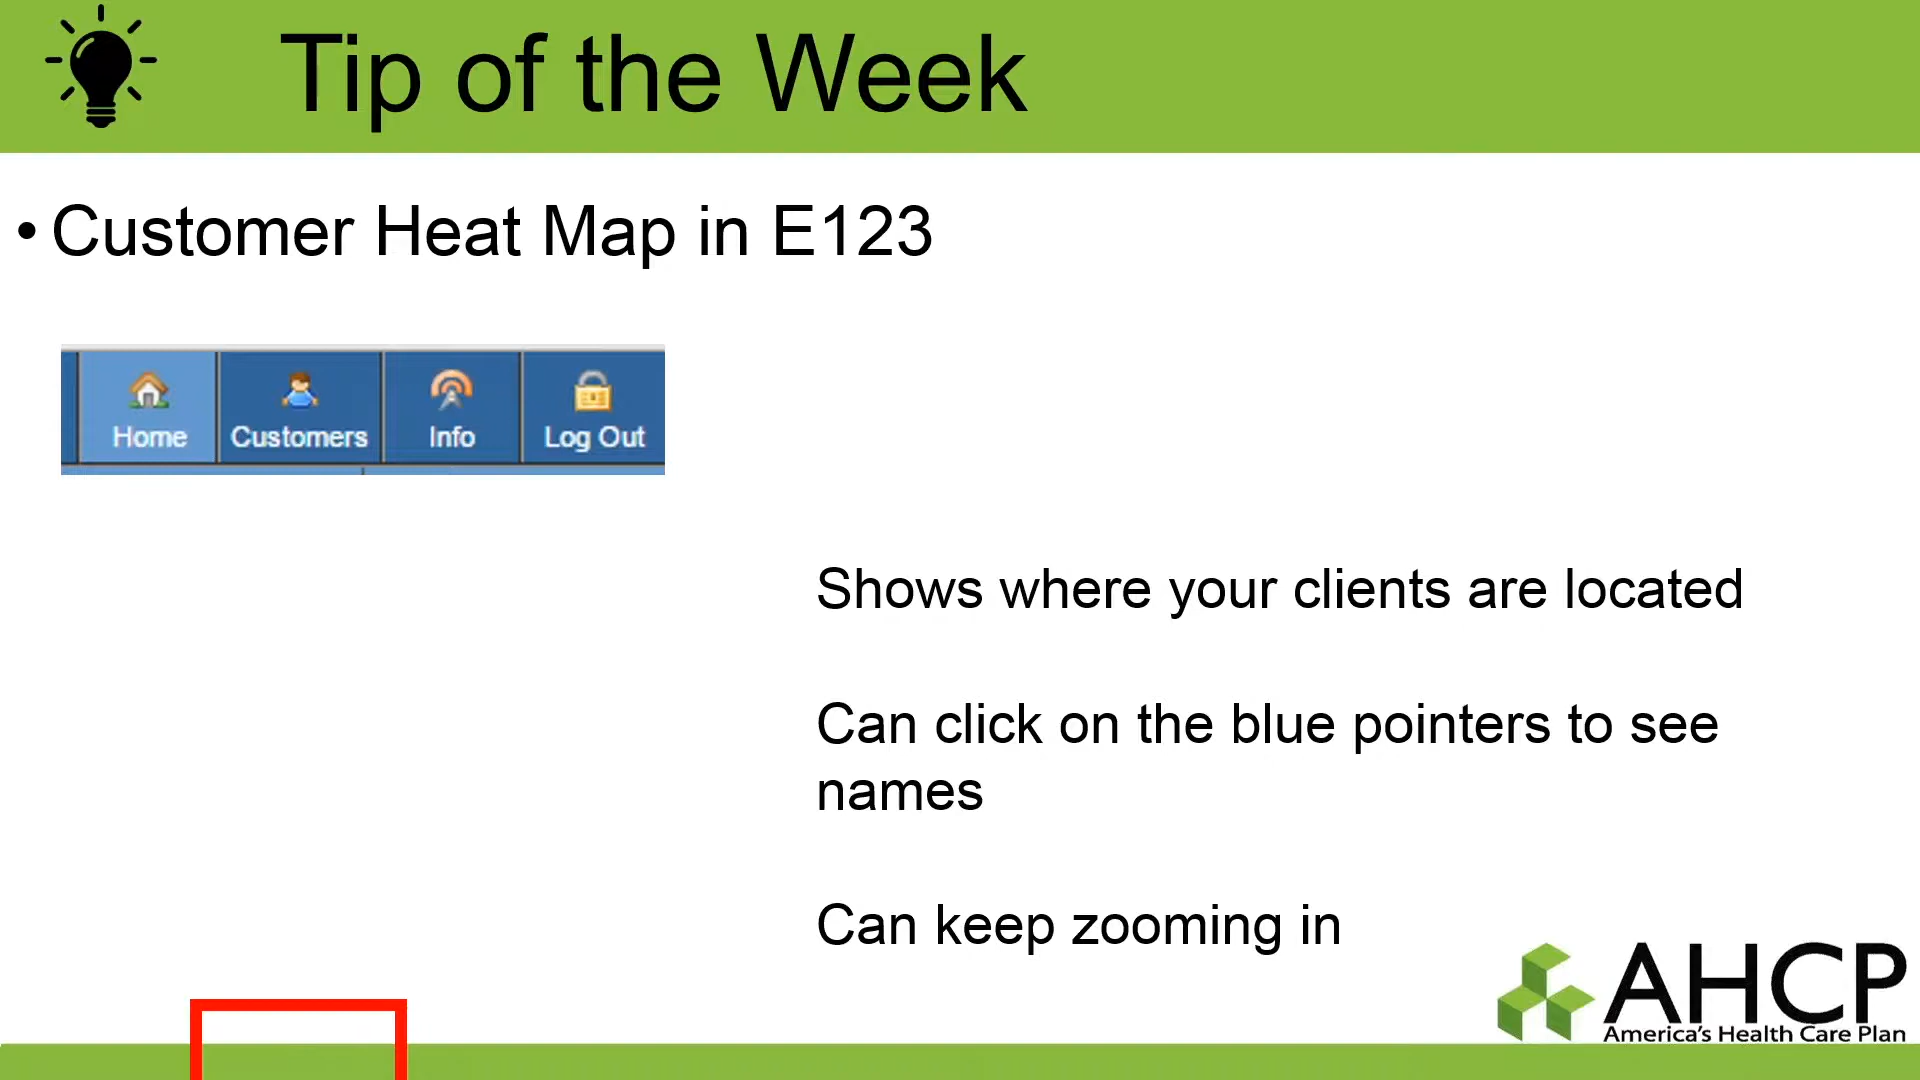 Tip of the Week
• Customer Heat Map in E123
Home Customers Info Log Out
Shows where your clients are located
Can click on the blue pointers to see
names
Can keep zooming in
AHCP
America's Health Care Plan